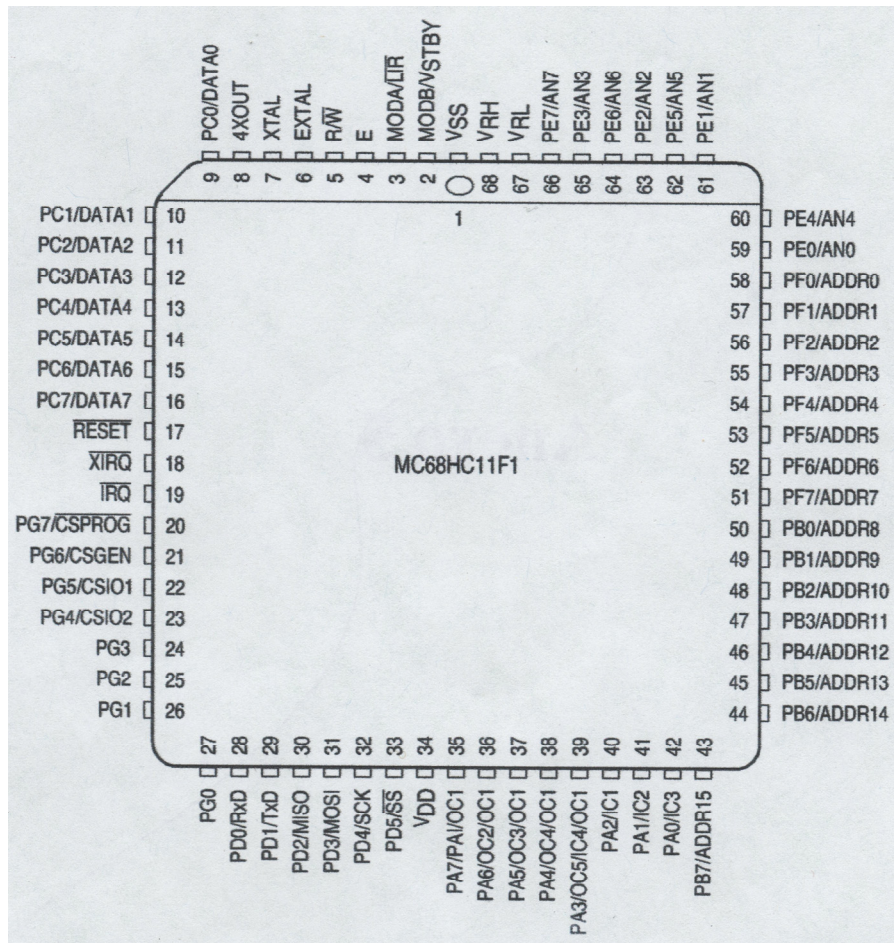 PC0/DATA0
4XOUT
XTAL
EXTAL
R/W̅
E
MODA/L̅I̅R̅
MODB/VSTBY
VSS
VRH
VRL
PE7/AN7
PE3/AN3
PE6/AN6
PE2/AN2
PE5/AN5
PE1/AN1
9 8 7 6 5 4 3 2 68 67 66 65 64 63 62 61
1
PC1/DATA1 10
PC2/DATA2 11
PC3/DATA3 12
PC4/DATA4 13
PC5/DATA5 14
PC6/DATA6 15
PC7/DATA7 16
R̅E̅S̅E̅T̅ 17
X̅I̅R̅Q̅ 18
I̅R̅Q̅ 19
PG7/C̅S̅P̅R̅O̅G̅ 20
PG6/CSGEN 21
PG5/CSIO1 22
PG4/CSIO2 23
PG3 24
PG2 25
PG1 26
MC68HC11F1
60 PE4/AN4
59 PE0/AN0
58 PF0/ADDR0
57 PF1/ADDR1
56 PF2/ADDR2
55 PF3/ADDR3
54 PF4/ADDR4
53 PF5/ADDR5
52 PF6/ADDR6
51 PF7/ADDR7
50 PB0/ADDR8
49 PB1/ADDR9
48 PB2/ADDR10
47 PB3/ADDR11
46 PB4/ADDR12
45 PB5/ADDR13
44 PB6/ADDR14
27 28 29 30 31 32 33 34 35 36 37 38 39 40 41 42 43
PG0
PD0/RxD
PD1/TxD
PD2/MISO
PD3/MOSI
PD4/SCK
PD5/S̅S̅
VDD
PA7/PAI/OC1
PA6/OC2/OC1
PA5/OC3/OC1
PA4/OC4/OC1
PA3/OC5/IC4/OC1
PA2/IC1
PA1/IC2
PA0/IC3
PB7/ADDR15